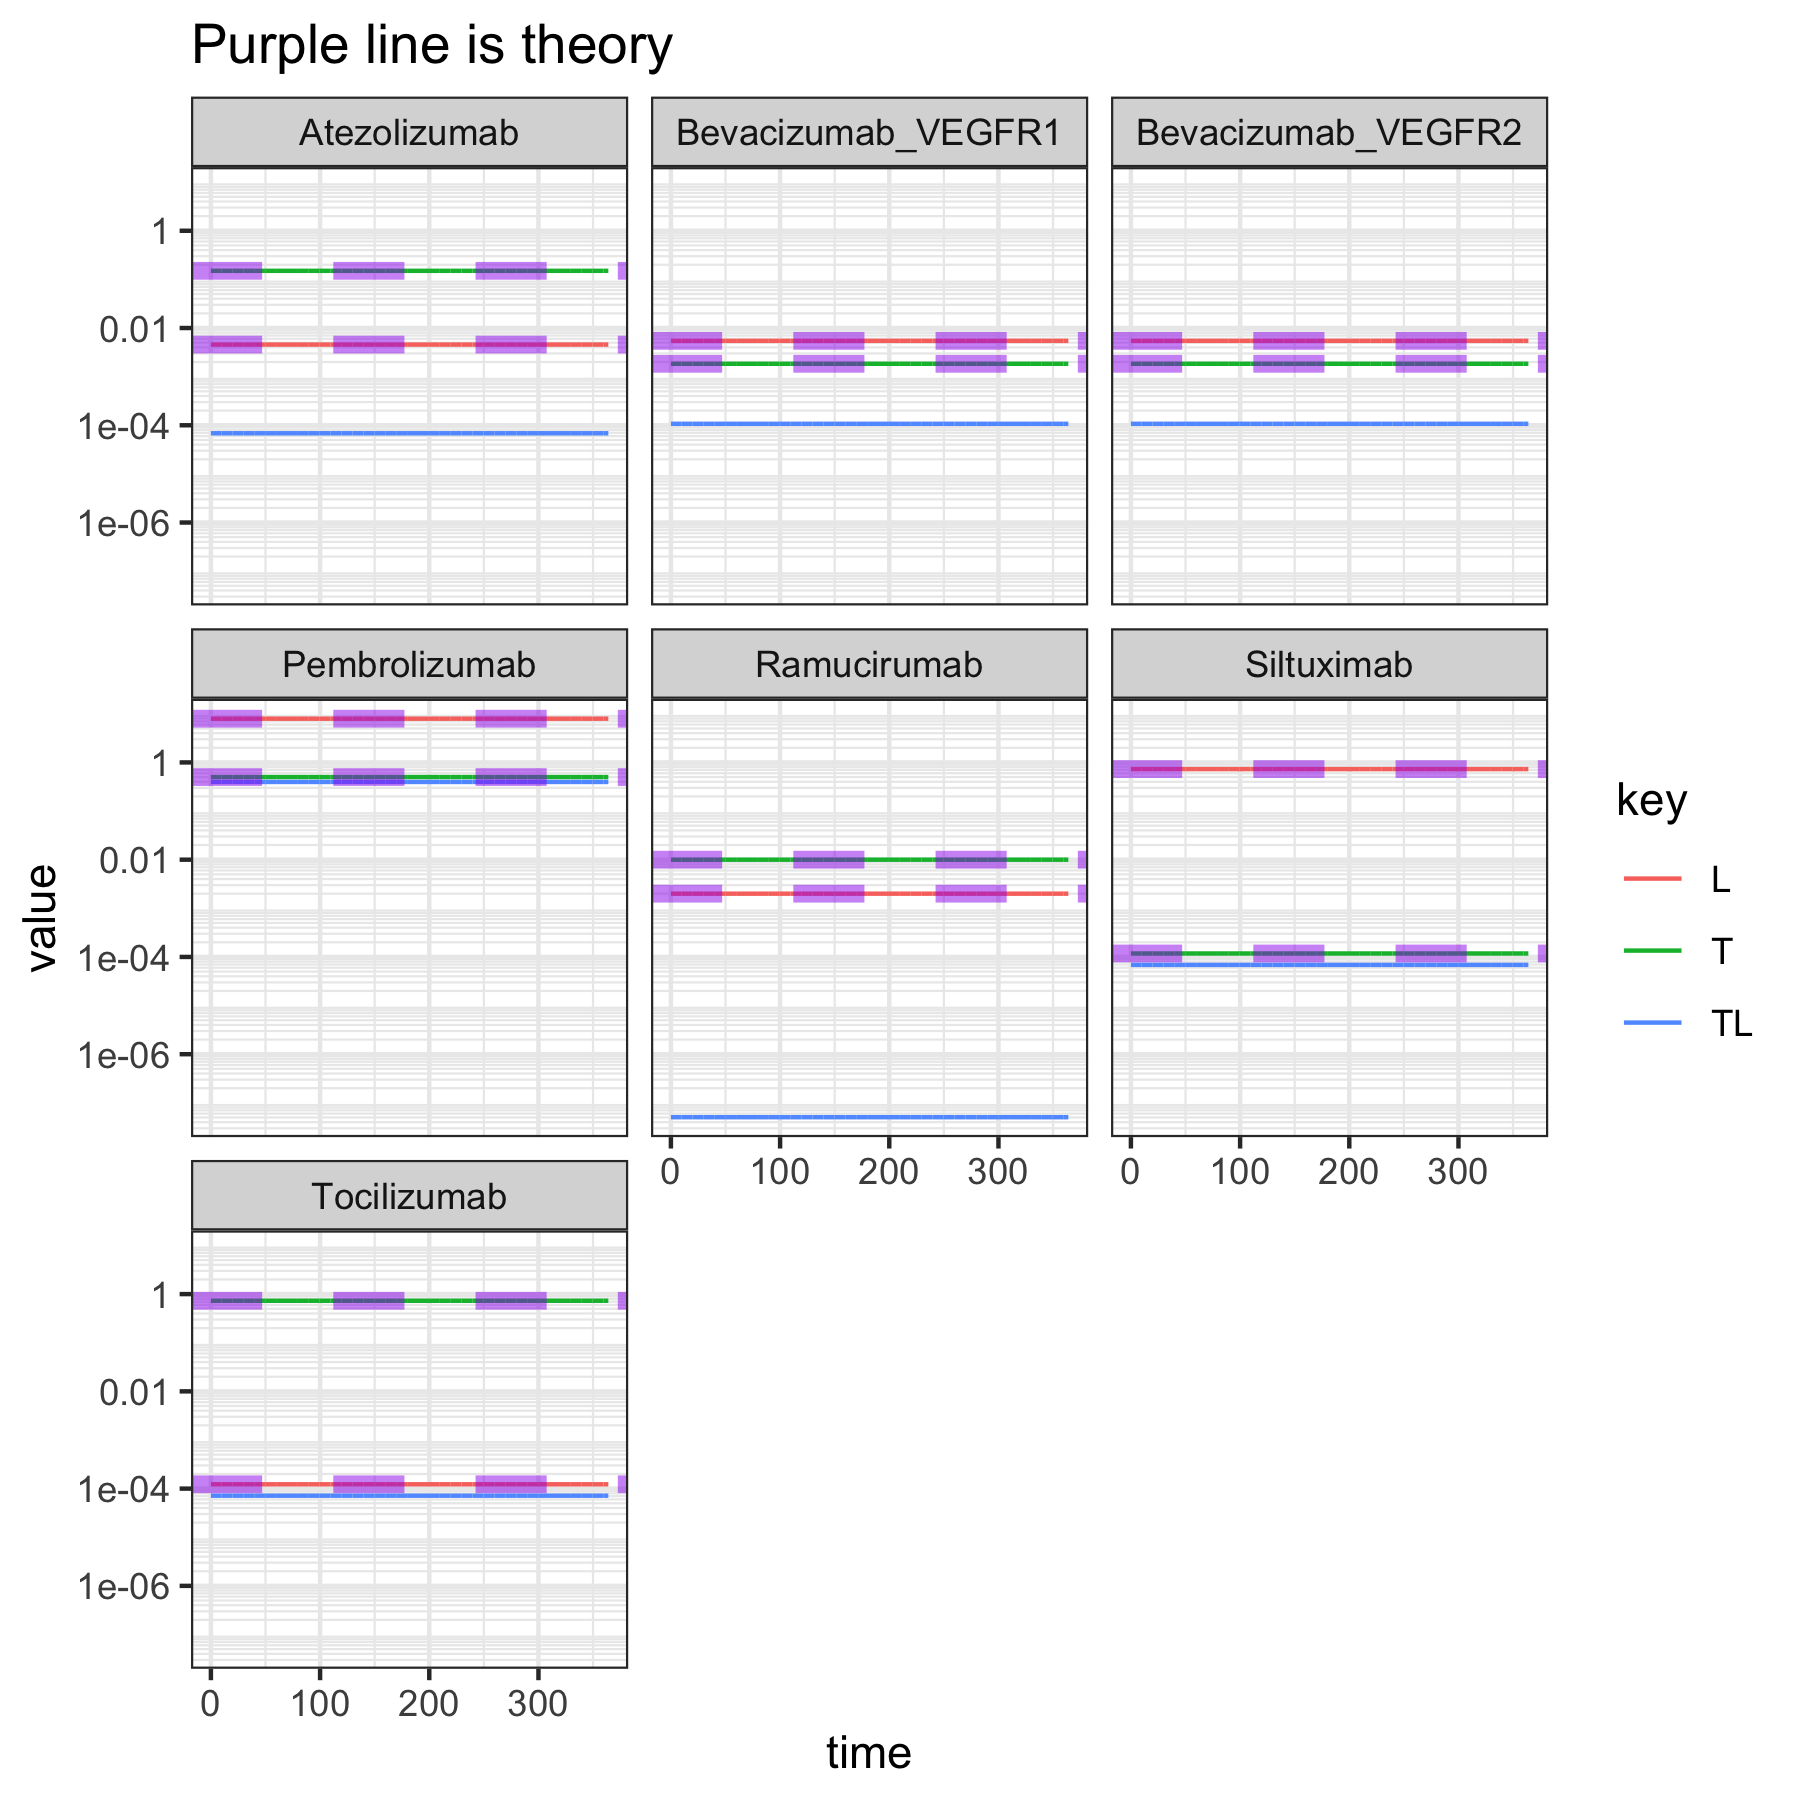 Purple line is theory
Atezolizumab
Bevacizumab_VEGFR1
Bevacizumab_VEGFR2
1
0.01
1e-04
1e-06
Pembrolizumab
Ramucirumab
Siltuximab
1
0.01
1e-04
1e-06
0 100 200 300
0 100 200 300
Tocilizumab
1
0.01
1e-04
1e-06
0 100 200 300
time
value
key
L
T
TL